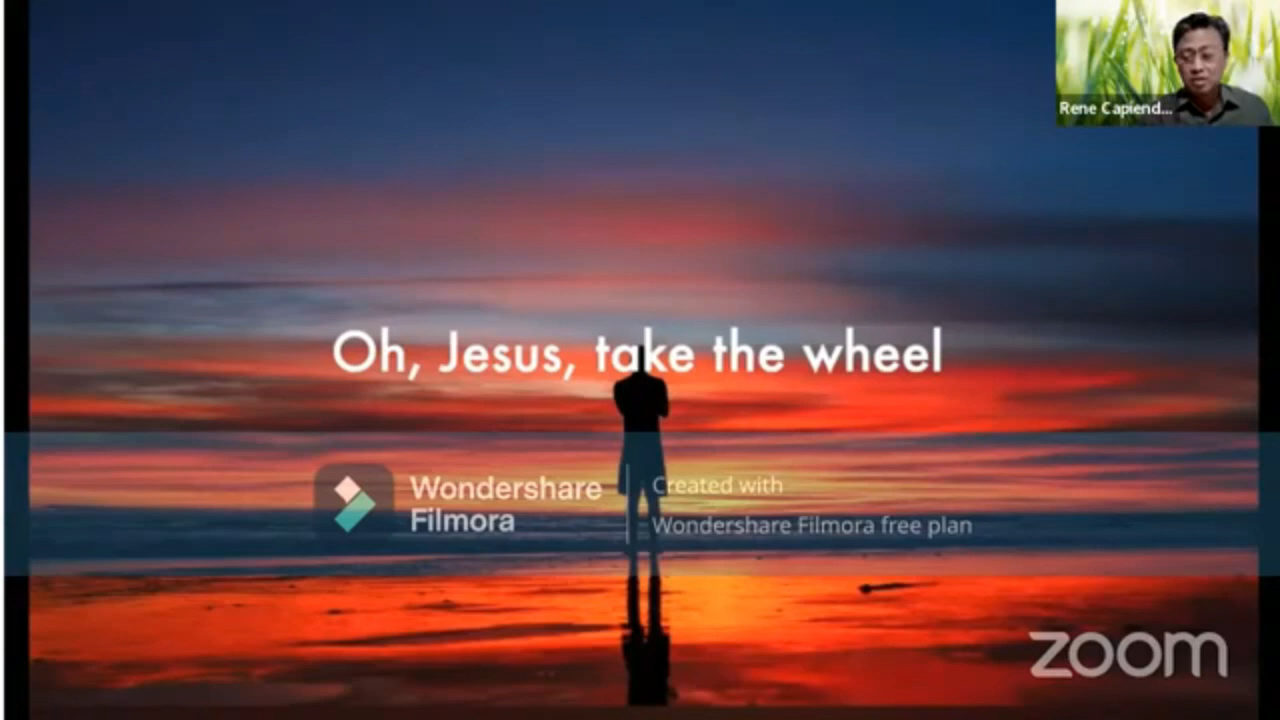 Rene Capiend...
Oh, Jesus, take the wheel
Wondershare
Filmora
Created with
Wondershare Filmora free plan
zoom